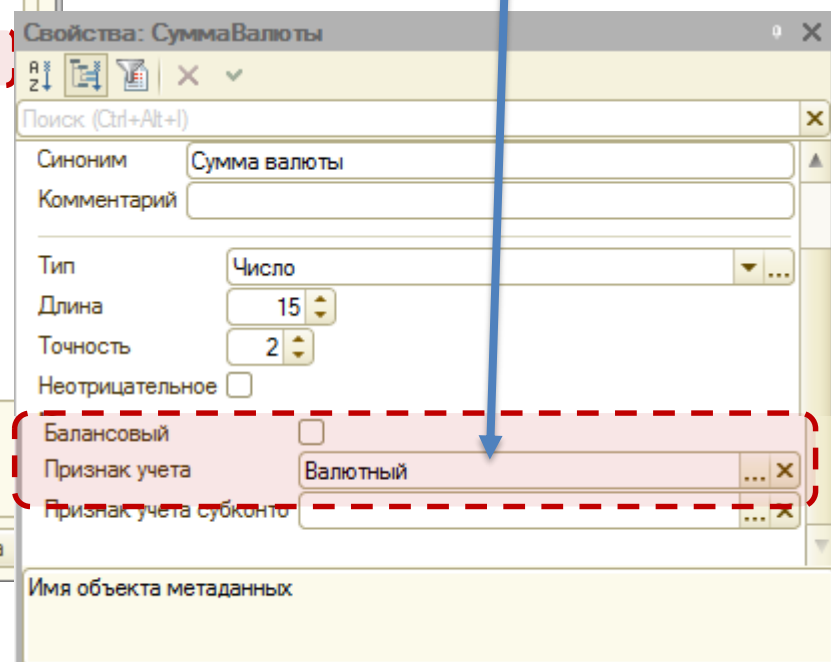 Свойства: СуммаВалюты
Поиск (Ctrl+Alt+I)
Синоним Сумма валюты
Комментарий
Тип Число
Длина 15
Точность 2
Неотрицательное
Балансовый
Признак учета Валютный
Признак учета субконто
а
Имя объекта метаданных